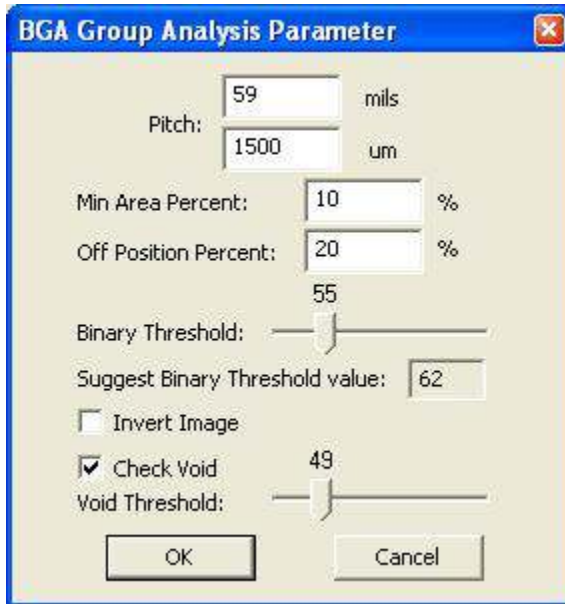 BGA Group Analysis Parameter
59 mils
Pitch:
1500 um
Min Area Percent: 10 %
Off Position Percent: 20 %
55
Binary Threshold:
Suggest Binary Threshold value: 62
Invert Image
Check Void 49
Void Threshold:
OK Cancel